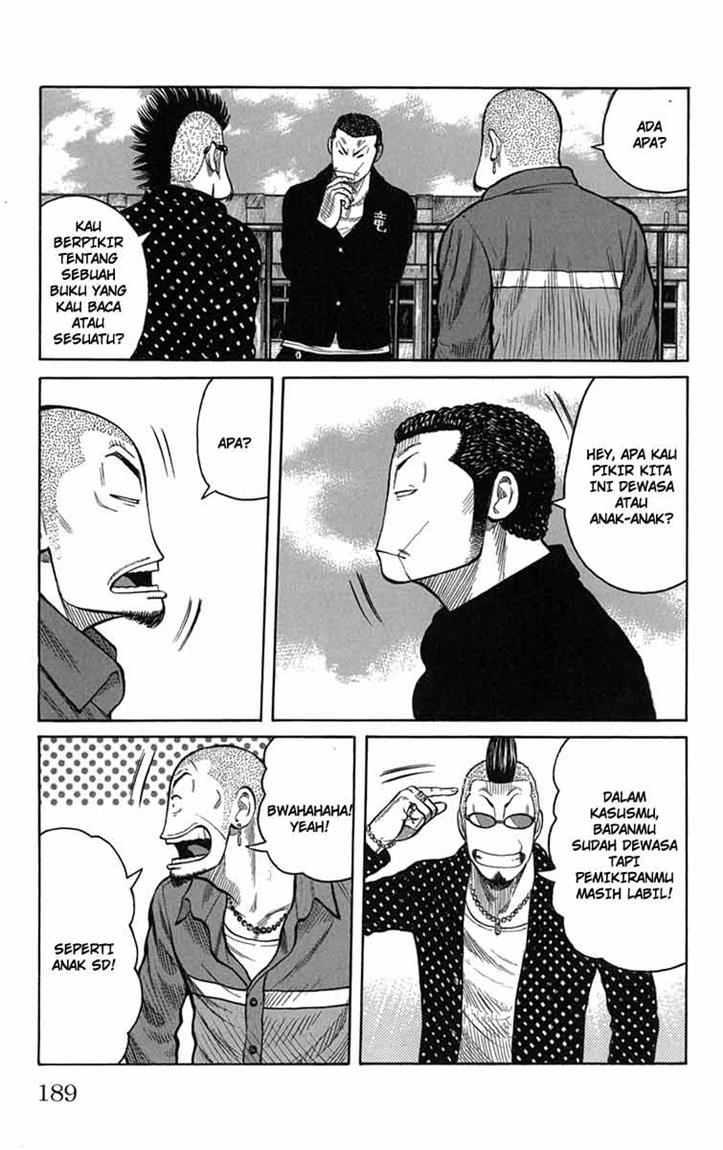 ADA
APA?
KAU
BERPIKIR
TENTANG
SEBUAH
BUKU YANG
KAU BACA
ATAU
SESUATU?
竜
HEY, APA KAU
PIKIR KITA
INI DEWASA
ATAU
ANAK-ANAK?
APA?
DALAM
KASUSMU,
BADANMU
SUDAH DEWASA
TAPI
PEMIKIRANMU
MASIH LABIL!
BWAHAHAHA!
YEAH!
SEPERTI
ANAK SD!
189